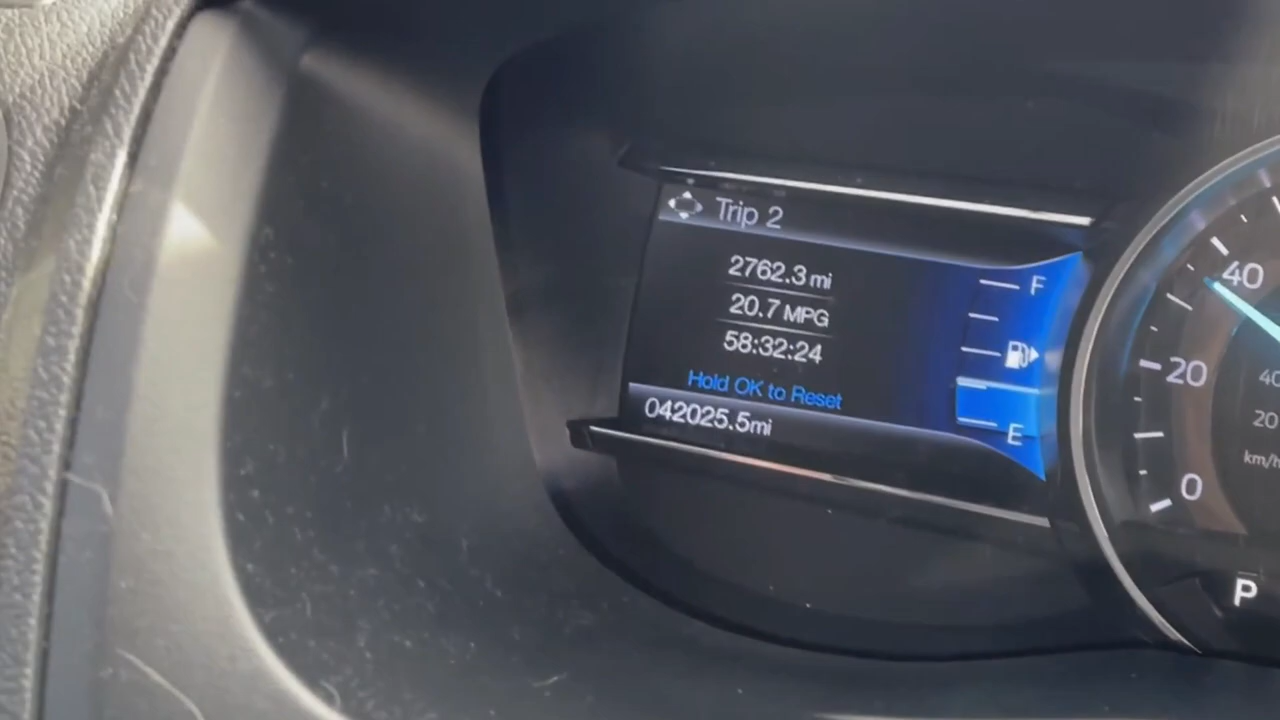 Trip 2
2762.3 mi
20.7 MPG
58:32:24
Hold OK to Reset
042025.5mi
F
E
40
20
0
40
20
km/h
P